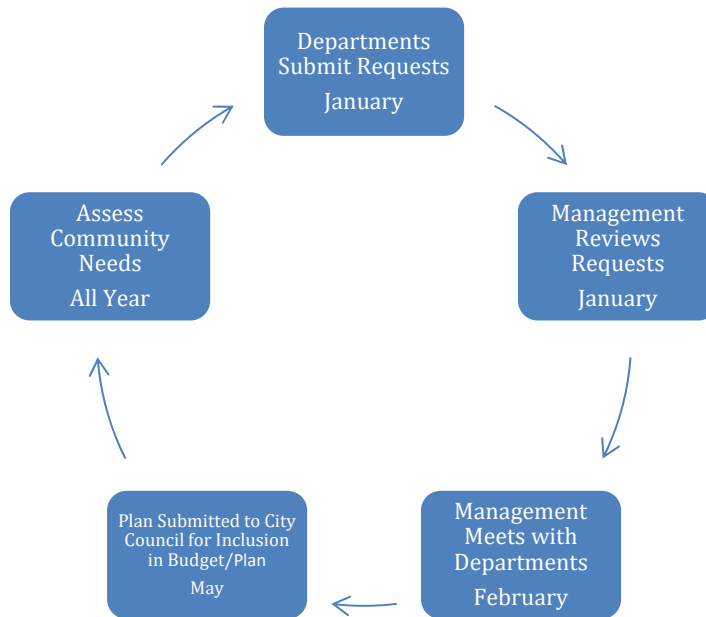 Departments
Submit Requests
January
Management
Reviews
Requests
January
Management
Meets with
Departments
February
Plan Submitted to City
Council for Inclusion
in Budget/Plan
May
Assess
Community
Needs
All Year